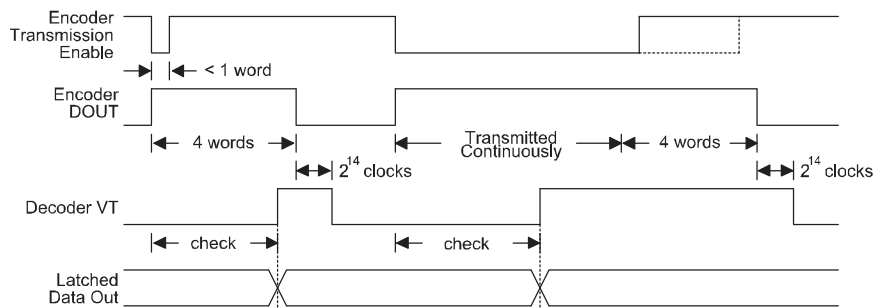 Encoder
Transmission
Enable
< 1 word
Encoder
DOUT
4 words
Transmitted
Continuously
4 words
2^14 clocks
2^14 clocks
Decoder VT
check
check
Latched
Data Out